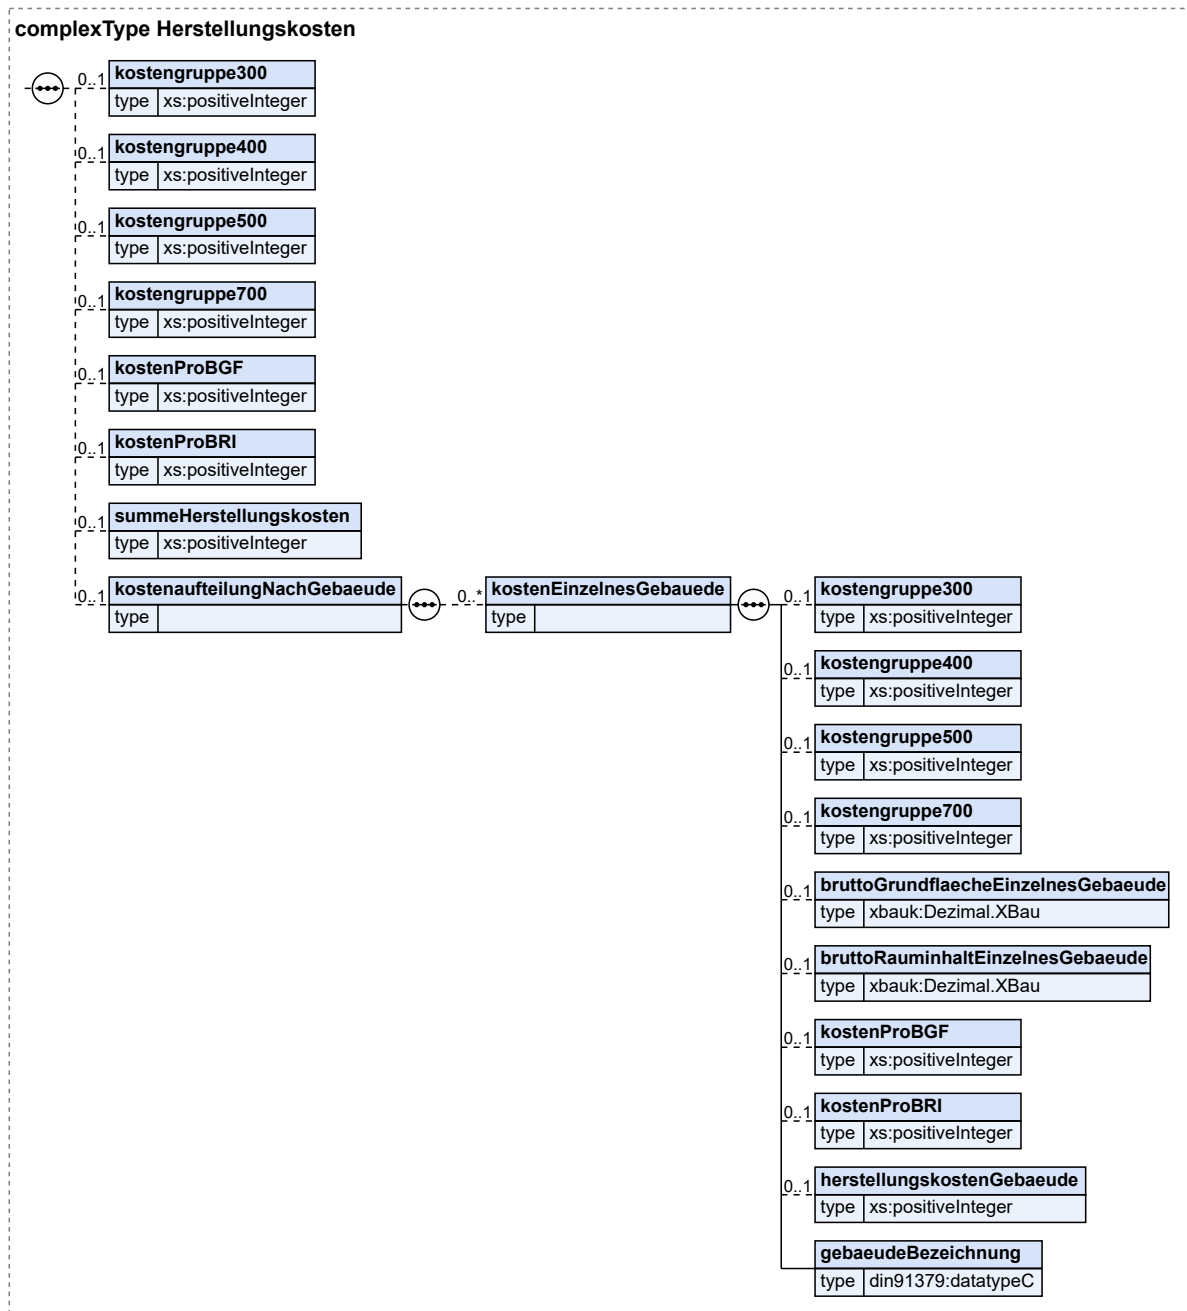 complexType Herstellungskosten
0..1 kostengruppe300
type xs:positiveInteger
0..1 kostengruppe400
type xs:positiveInteger
0..1 kostengruppe500
type xs:positiveInteger
0..1 kostengruppe700
type xs:positiveInteger
0..1 kostenProBGF
type xs:positiveInteger
0..1 kostenProBRI
type xs:positiveInteger
0..1 summeHerstellungskosten
type xs:positiveInteger
0..1 kostenaufteilungNachGebaeude
type
0..* kostenEinzelnesGebauede
type
0..1 kostengruppe300
type xs:positiveInteger
0..1 kostengruppe400
type xs:positiveInteger
0..1 kostengruppe500
type xs:positiveInteger
0..1 kostengruppe700
type xs:positiveInteger
0..1 bruttoGrundflaecheEinzelnesGebaeude
type xbauk:Dezimal.XBau
0..1 bruttoRauminhaltEinzelnesGebaeude
type xbauk:Dezimal.XBau
0..1 kostenProBGF
type xs:positiveInteger
0..1 kostenProBRI
type xs:positiveInteger
0..1 herstellungskostenGebaeude
type xs:positiveInteger
gebaeudeBezeichnung
type din91379:datatypeC